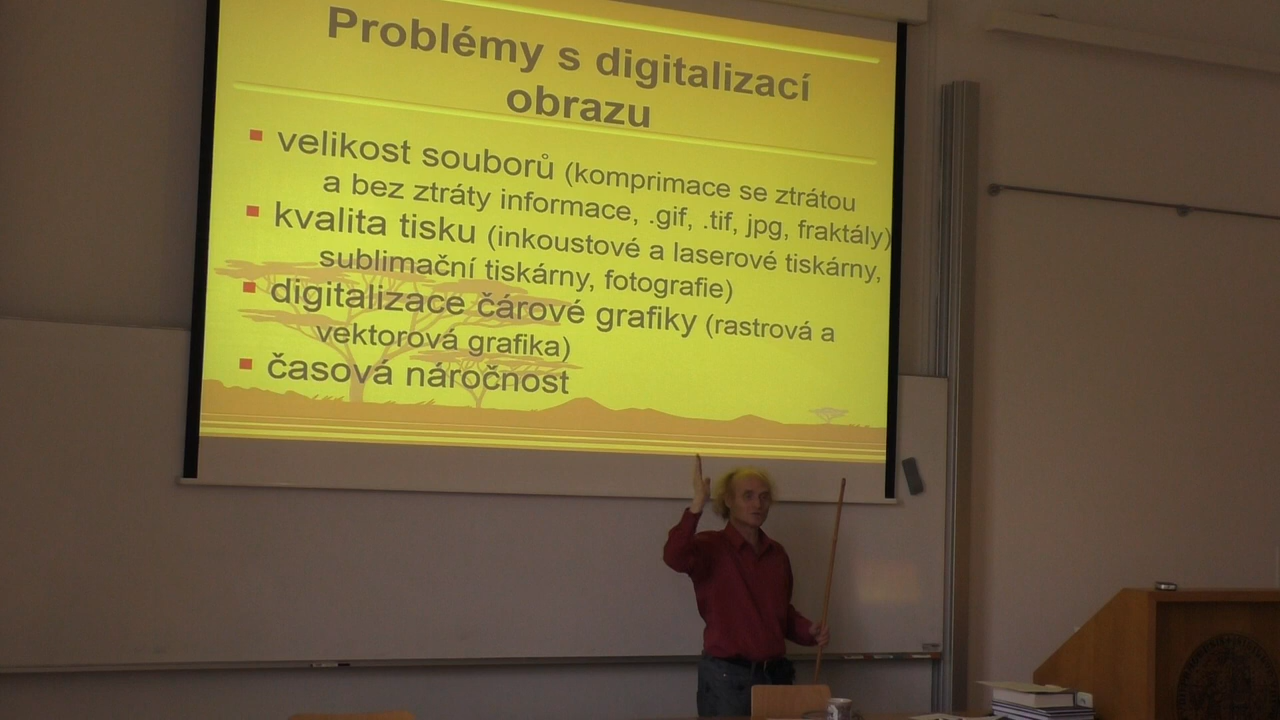 Problémy s digitalizací
obrazu
velikost souborů (komprimace se ztrátou
a bez ztráty informace, .gif, .tif, jpg, fraktály)
kvalita tisku (inkoustové a laserové tiskárny,
sublimační tiskárny, fotografie)
digitalizace čárové grafiky (rastrová a
vektorová grafika)
časová náročnost